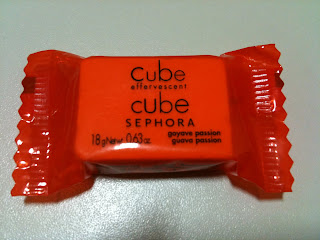 cube
effervescent
cube
SEPHORA
18 g Net wt. 0.63 oz.
goyave passion
guava passion